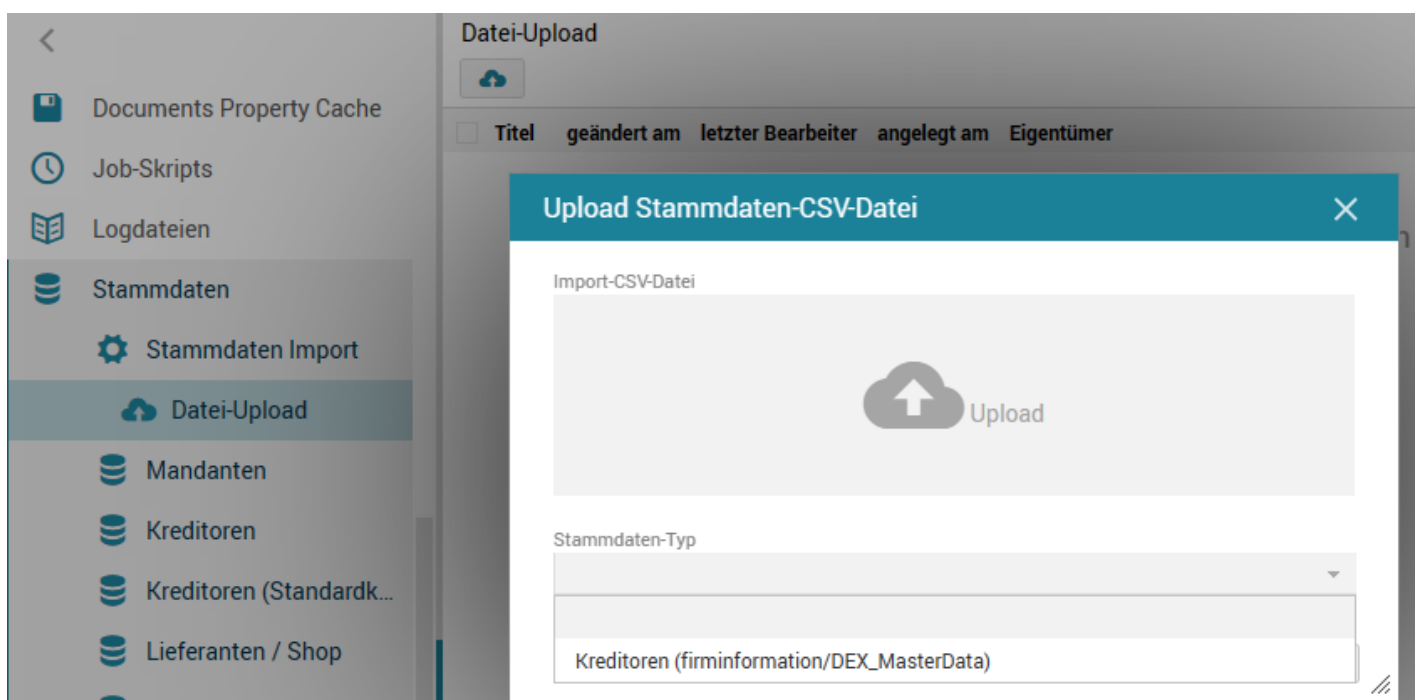 Datei-Upload
Documents Property Cache
Titel geändert am letzter Bearbeiter angelegt am Eigentümer
Job-Skripts
Logdateien
Upload Stammdaten-CSV-Datei
Stammdaten
Import-CSV-Datei
Stammdaten Import
Datei-Upload
Upload
Mandanten
Kreditoren
Stammdaten-Typ
Kreditoren (Standardk...
Lieferanten / Shop
Kreditoren (firminformation/DEX_MasterData)